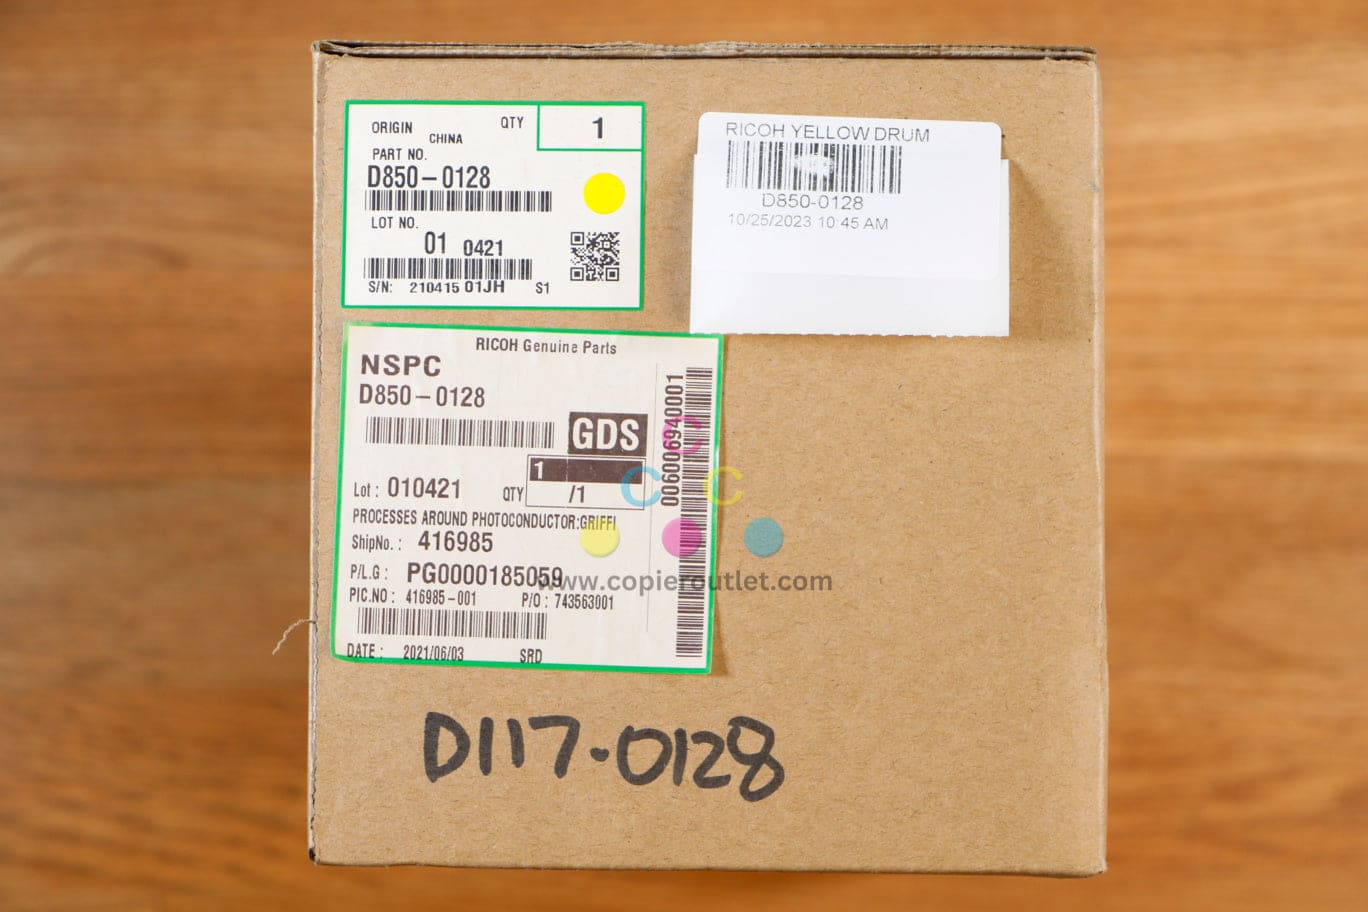 ORIGIN CHINA QTY 1
PART NO.
D850-0128
LOT NO.
01 0421
S/N: 210415 01JH S1
RICOH YELLOW DRUM
D850-0128
10/25/2023 10:45 AM
RICOH Genuine Parts
NSPC
D850-0128
GDS
1
Lot: 010421 QTY /1
PROCESSES AROUND PHOTOCONDUCTOR:GRIFFI
ShipNo.: 416985
P/L.G: PG0000185059
PIC.NO: 416985-001 P/O: 743563001
DATE: 2021/06/03 SRD
006006940001
C
C C
www.copieroutlet.com
D117-0128